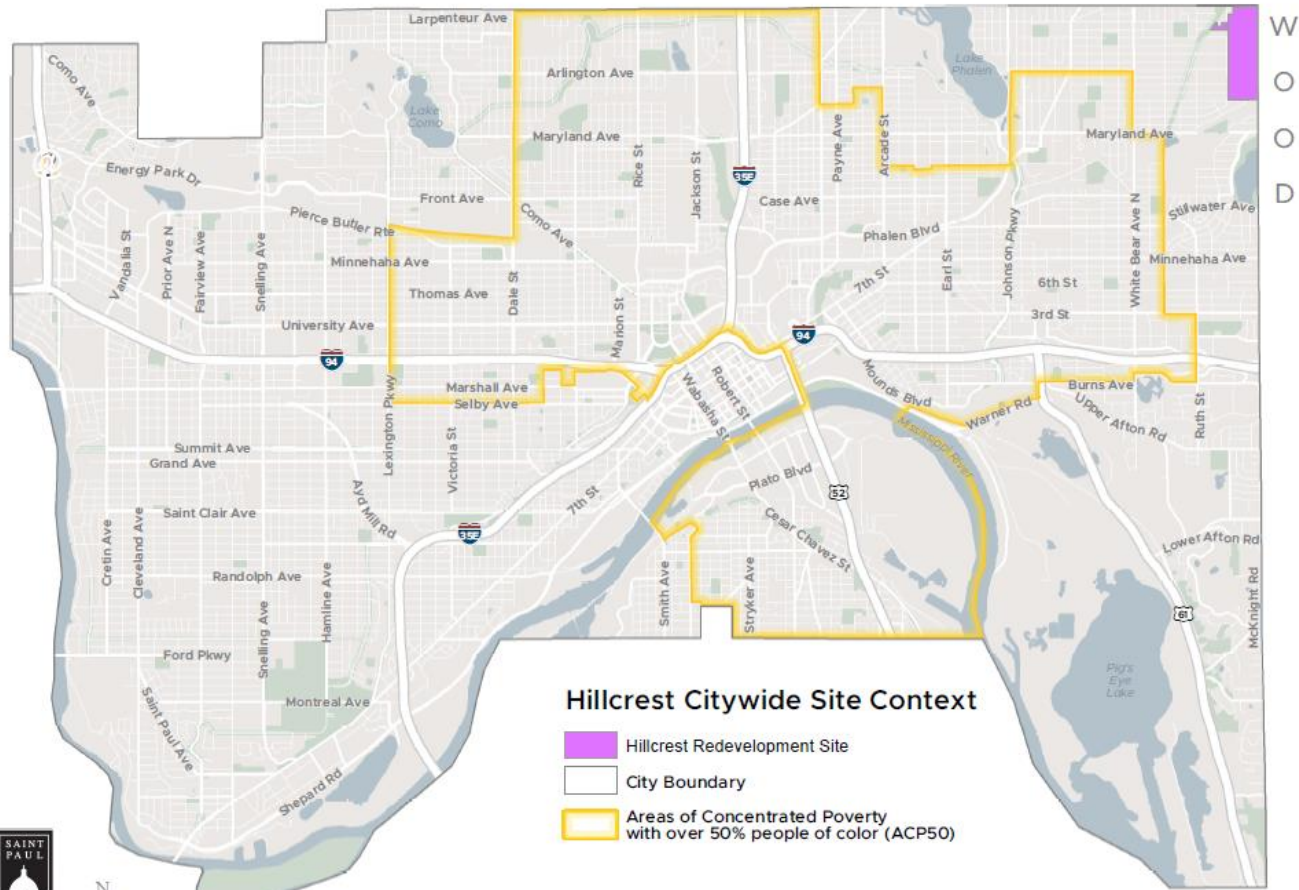 Larpenteur Ave
W
Como Ave
Arlington Ave
Lake
Phalen
O
Lake
Como
Maryland Ave
Maryland Ave
O
Rice St
Jackson St
Payne Ave
Arcade St
35E
Energy Park Dr
Front Ave
Case Ave
D
Pierce Butler Rte
Como Ave
Phalen Blvd
Johnson Pkwy
White Bear Ave N
Stillwater Ave
Vandalia St
Prior Ave N
Fairview Ave
Snelling Ave
Minnehaha Ave
Minnehaha Ave
Thomas Ave
Dale St
7th St
Earl St
6th St
University Ave
Marion St
3rd St
94
94
Marshall Ave
Selby Ave
Lexington Pkwy
Robert St
Wabasha St
Mounds Blvd
Burns Ave
Warner Rd
Upper Afton Rd
Ruth St
Mississippi River
Summit Ave
Grand Ave
Victoria St
Ayd Mill Rd
7th St
Plato Blvd
52
Saint Clair Ave
35E
Cesar Chavez St
Lower Afton Rd
Cretin Ave
Cleveland Ave
Randolph Ave
Hamline Ave
Smith Ave
Stryker Ave
McKnight Rd
61
Ford Pkwy
Snelling Ave
Pig's
Eye
Lake
Saint Paul Ave
Montreal Ave
Shepard Rd
Hillcrest Citywide Site Context
Hillcrest Redevelopment Site
City Boundary
Areas of Concentrated Poverty
with over 50% people of color (ACP50)
SAINT
PAUL
N